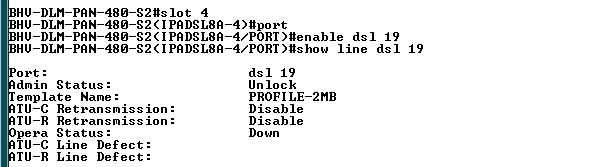 BHV-DLM-PAN-480-S2#slot 4
BHV-DLM-PAN-480-S2(IPADSL8A-4)#port
BHV-DLM-PAN-480-S2(IPADSL8A-4/PORT)#enable dsl 19
BHV-DLM-PAN-480-S2(IPADSL8A-4/PORT)#show line dsl 19
Port: dsl 19
Admin Status: Unlock
Template Name: PROFILE-2MB
ATU-C Retransmission: Disable
ATU-R Retransmission: Disable
Opera Status: Down
ATU-C Line Defect:
ATU-R Line Defect: